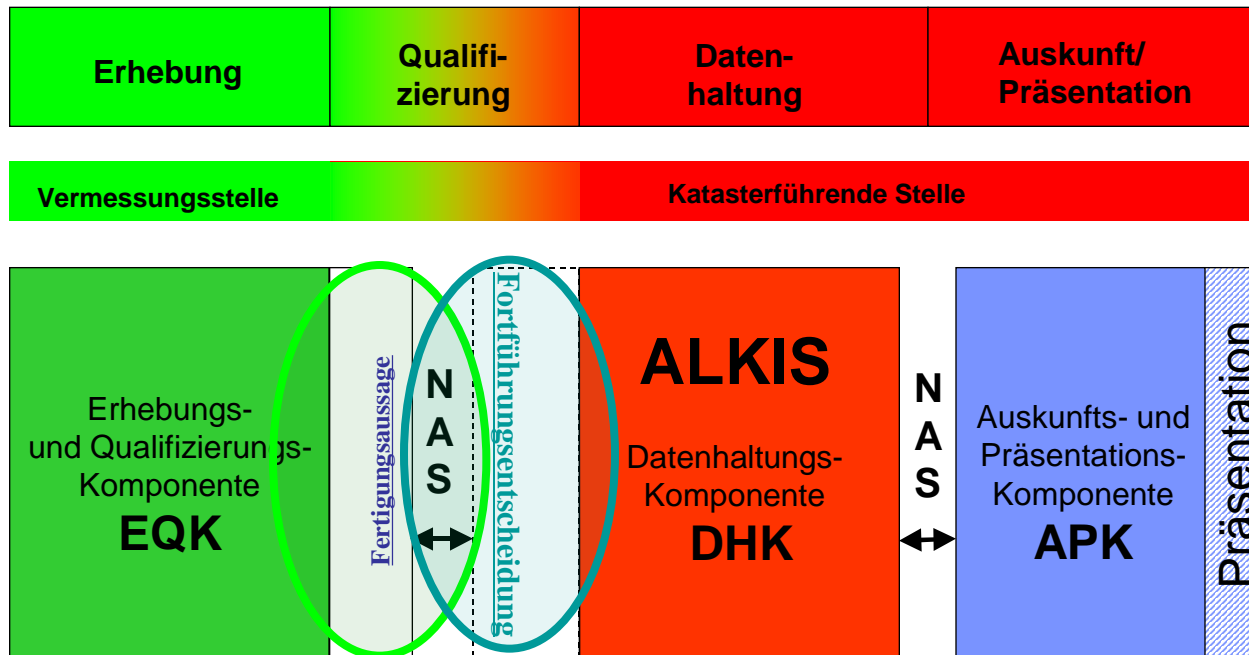 Erhebung
Qualifi-
zierung
Daten-
haltung
Auskunft/
Präsentation
Vermessungsstelle
Katasterführende Stelle
Erhebungs-
und Qualifizierungs-
Komponente
EQK
Fertigungsaussage
N
A
S
Fortführungsentscheidung
ALKIS
Datenhaltungs-
Komponente
DHK
N
A
S
Auskunfts- und
Präsentations-
Komponente
APK
Präsentation